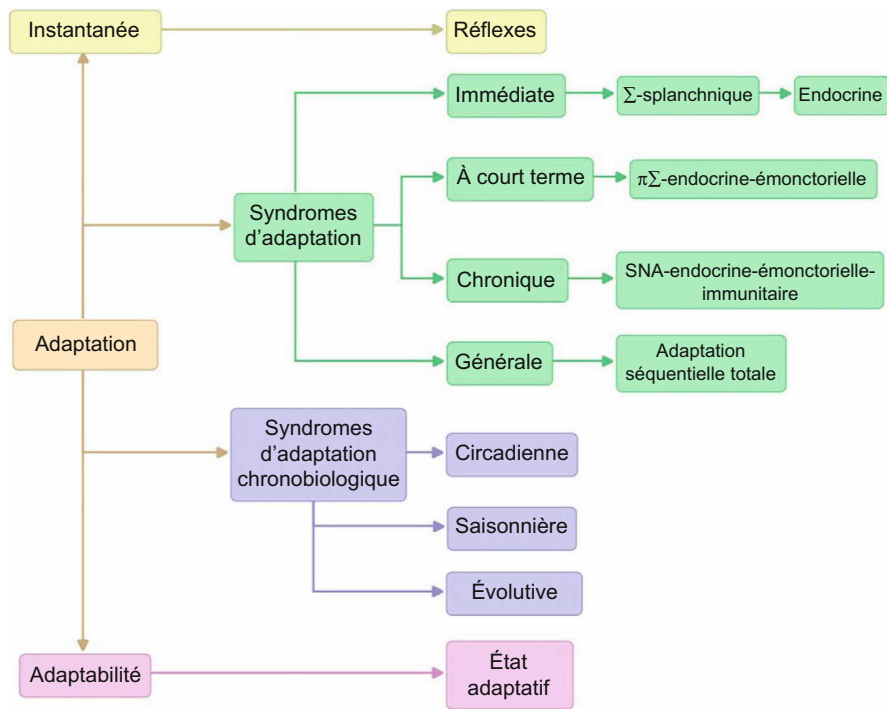 Instantanée
Réflexes
Immédiate
Σ-splanchnique
Endocrine
À court terme
πΣ-endocrine-émonctorielle
Syndromes
d'adaptation
Chronique
SNA-endocrine-émonctorielle-
immunitaire
Adaptation
Générale
Adaptation
séquentielle totale
Syndromes
d'adaptation
chronobiologique
Circadienne
Saisonnière
Évolutive
Adaptabilité
État
adaptatif